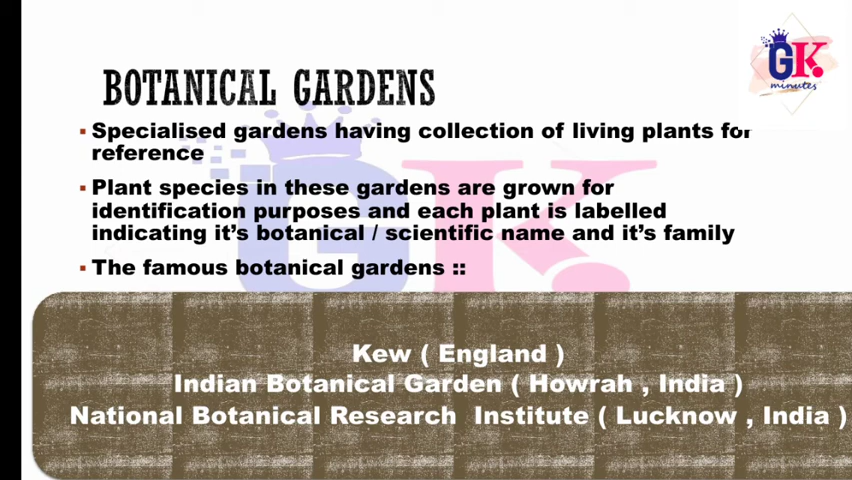 GK
minutes
BOTANICAL GARDENS
▪ Specialised gardens having collection of living plants for
reference
▪ Plant species in these gardens are grown for
identification purposes and each plant is labelled
indicating it's botanical / scientific name and it's family
▪ The famous botanical gardens ::
Kew ( England )
Indian Botanical Garden ( Howrah , India )
National Botanical Research Institute ( Lucknow , India )
GK